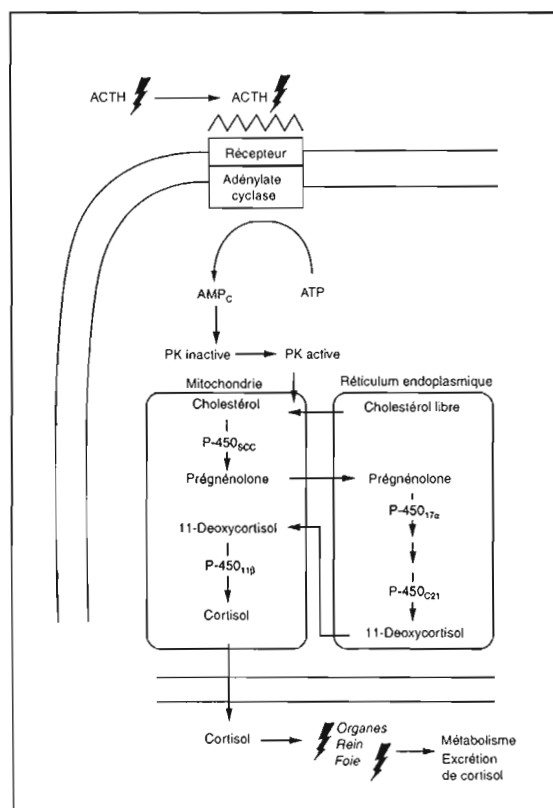 ACTH ACTH
Récepteur
Adénylate
cyclase
AMPC ATP
PK inactive PK active
Mitochondrie Réticulum endoplasmique
Cholestérol Cholestérol libre
P-450SCC
Prégnénolone Prégnénolone
P-45017α
11-Deoxycortisol
P-45011β
P-450C21
Cortisol
11-Deoxycortisol
Cortisol
Organes
Rein
Foie
Métabolisme
Excrétion
de cortisol